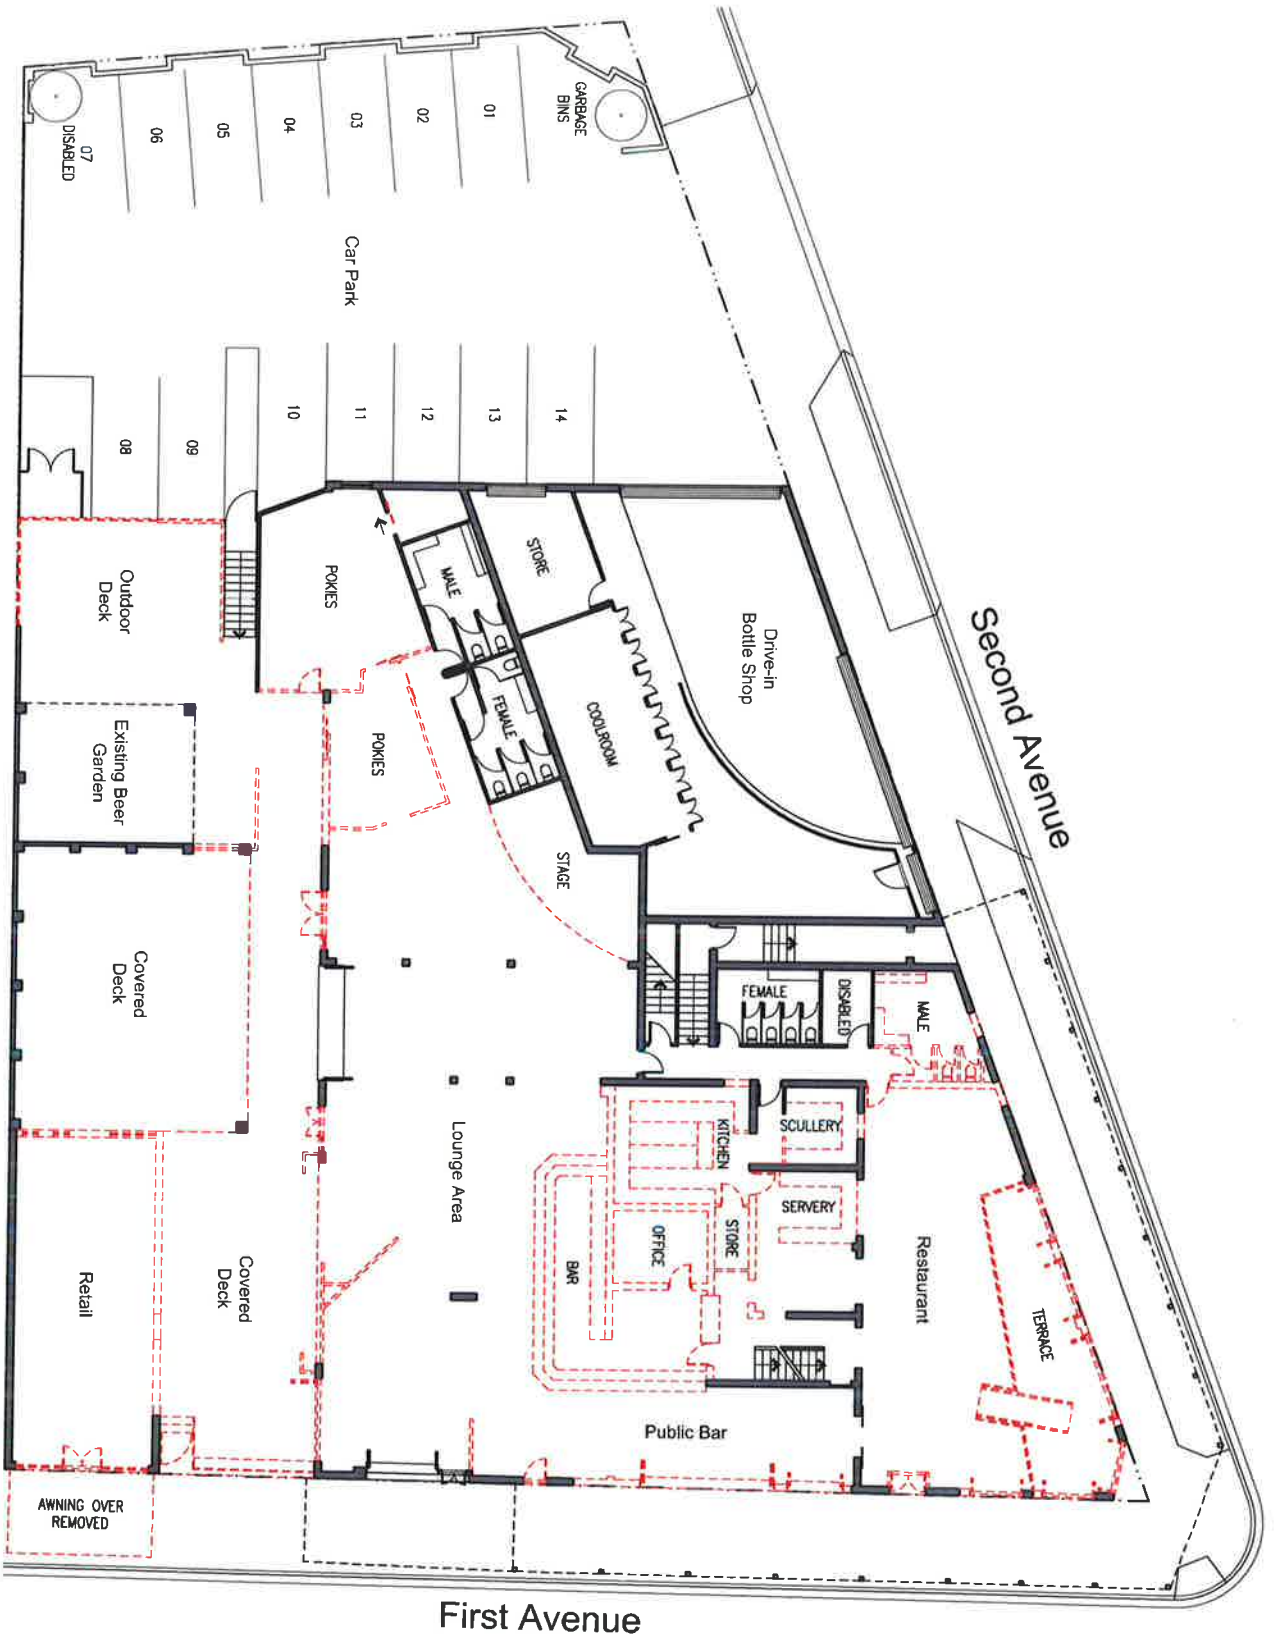 GARBAGE
BINS
01
02
03
04
05
06
07
DISABLED
Car Park
14
13
12
11
10
09
08
Second Avenue
Drive-in
Bottle Shop
STORE
COOLROOM
MALE
FEMALE
POKIES
POKIES
STAGE
Outdoor
Deck
Existing Beer
Garden
Covered
Deck
FEMALE
DISABLED
MALE
KITCHEN
SCULLERY
SERVERY
STORE
OFFICE
BAR
Lounge Area
Restaurant
TERRACE
Covered
Deck
Retail
Public Bar
AWNING OVER
REMOVED
First Avenue